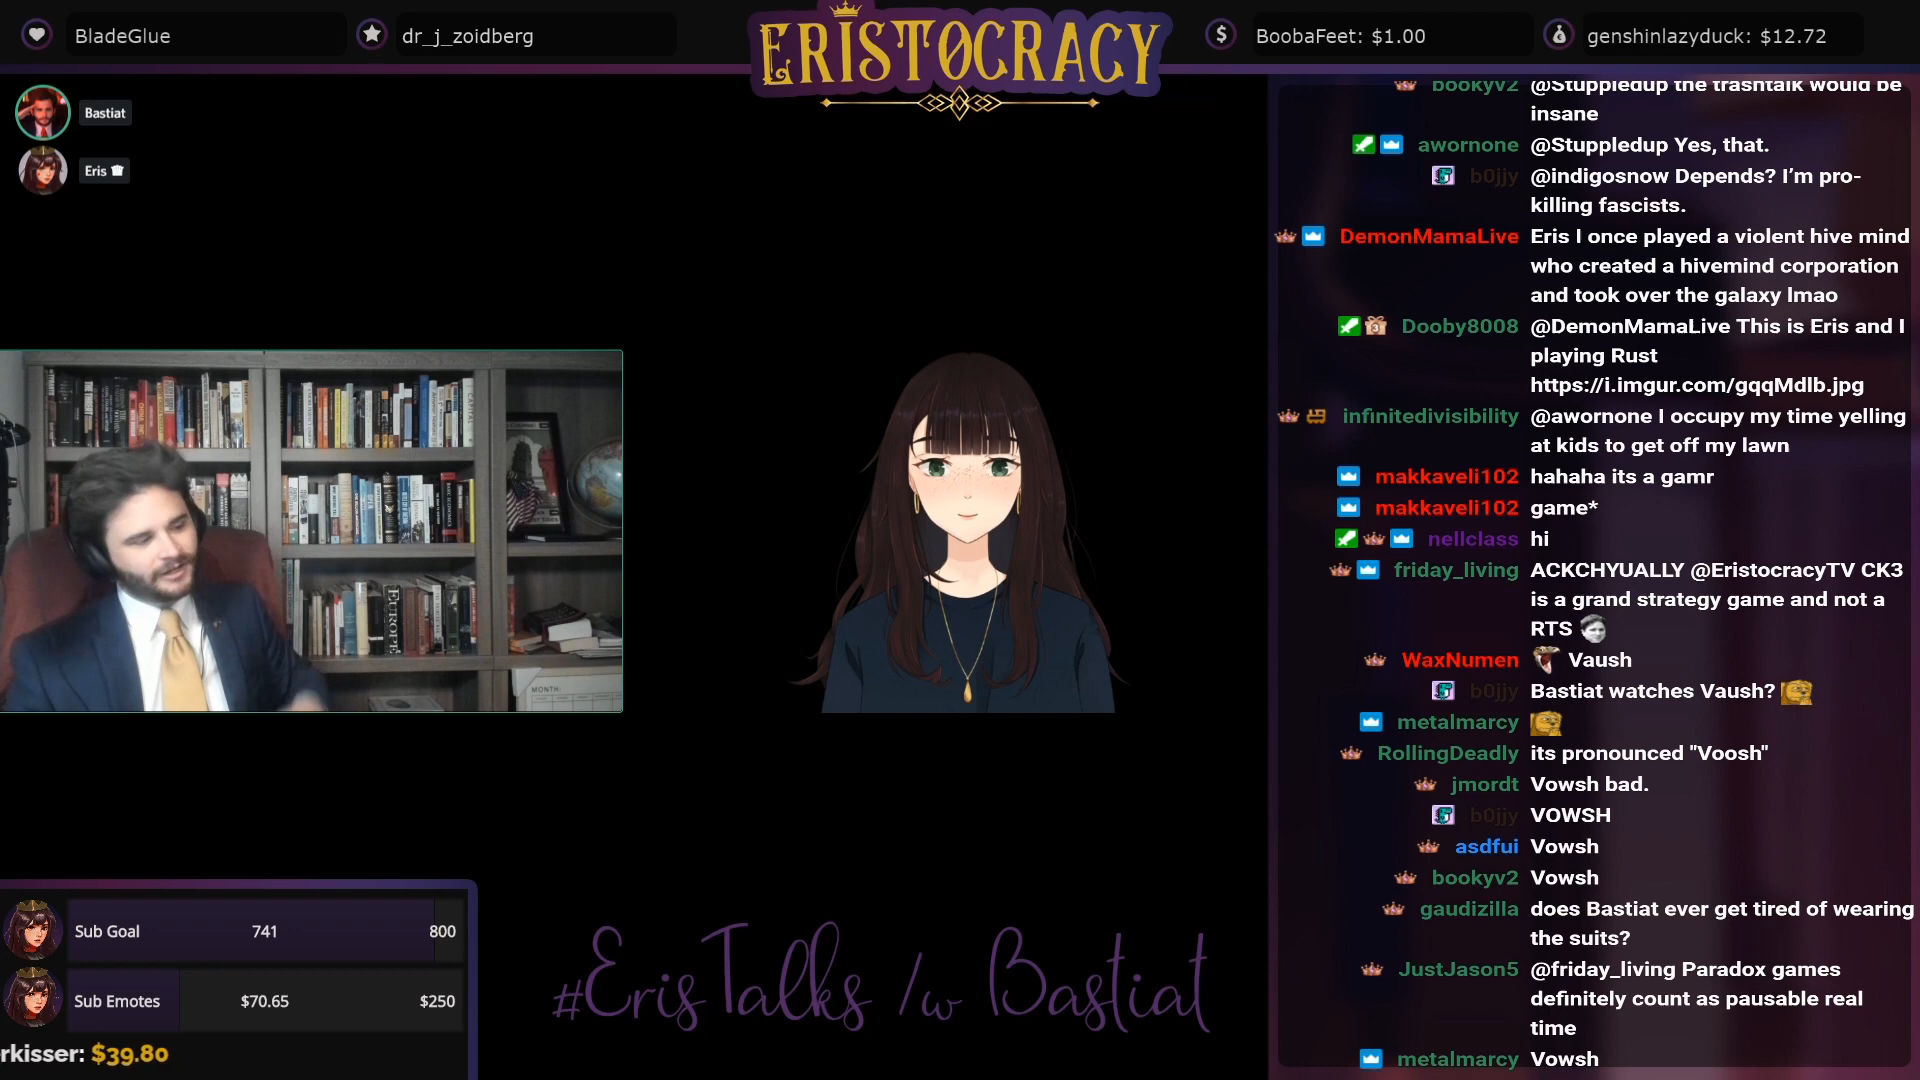 BladeGlue
dr_j_zoidberg
ERISTOCRACY
BoobaFeet: $1.00
genshinlazyduck: $12.72
Bastiat
Eris
bookyv2 @Stuppledup the trashtalk would be
insane
awornone @Stuppledup Yes, that.
b0jjy @indigosnow Depends? I’m pro-
killing fascists.
DemonMamaLive Eris I once played a violent hive mind
who created a hivemind corporation
and took over the galaxy lmao
Dooby8008 @DemonMamaLive This is Eris and I
playing Rust
https://i.imgur.com/gqqMdlb.jpg
infinitedivisibility @awornone I occupy my time yelling
at kids to get off my lawn
makkaveli102 hahaha its a gamr
makkaveli102 game*
nellclass hi
friday_living ACKCHYUALLY @EristocracyTV CK3
is a grand strategy game and not a
RTS
WaxNumen Vaush
b0jjy Bastiat watches Vaush?
metalmarcy
RollingDeadly its pronounced "Voosh"
jmordt Vowsh bad.
b0jjy VOWSH
asdfui Vowsh
bookyv2 Vowsh
gaudizilla does Bastiat ever get tired of wearing
the suits?
JustJason5 @friday_living Paradox games
definitely count as pausable real
time
metalmarcy Vowsh
EUROPE
MONTH:
Sub Goal 741 800
Sub Emotes $70.65 $250
rkisser: $39.80
#ErisTalks /w Bastiat